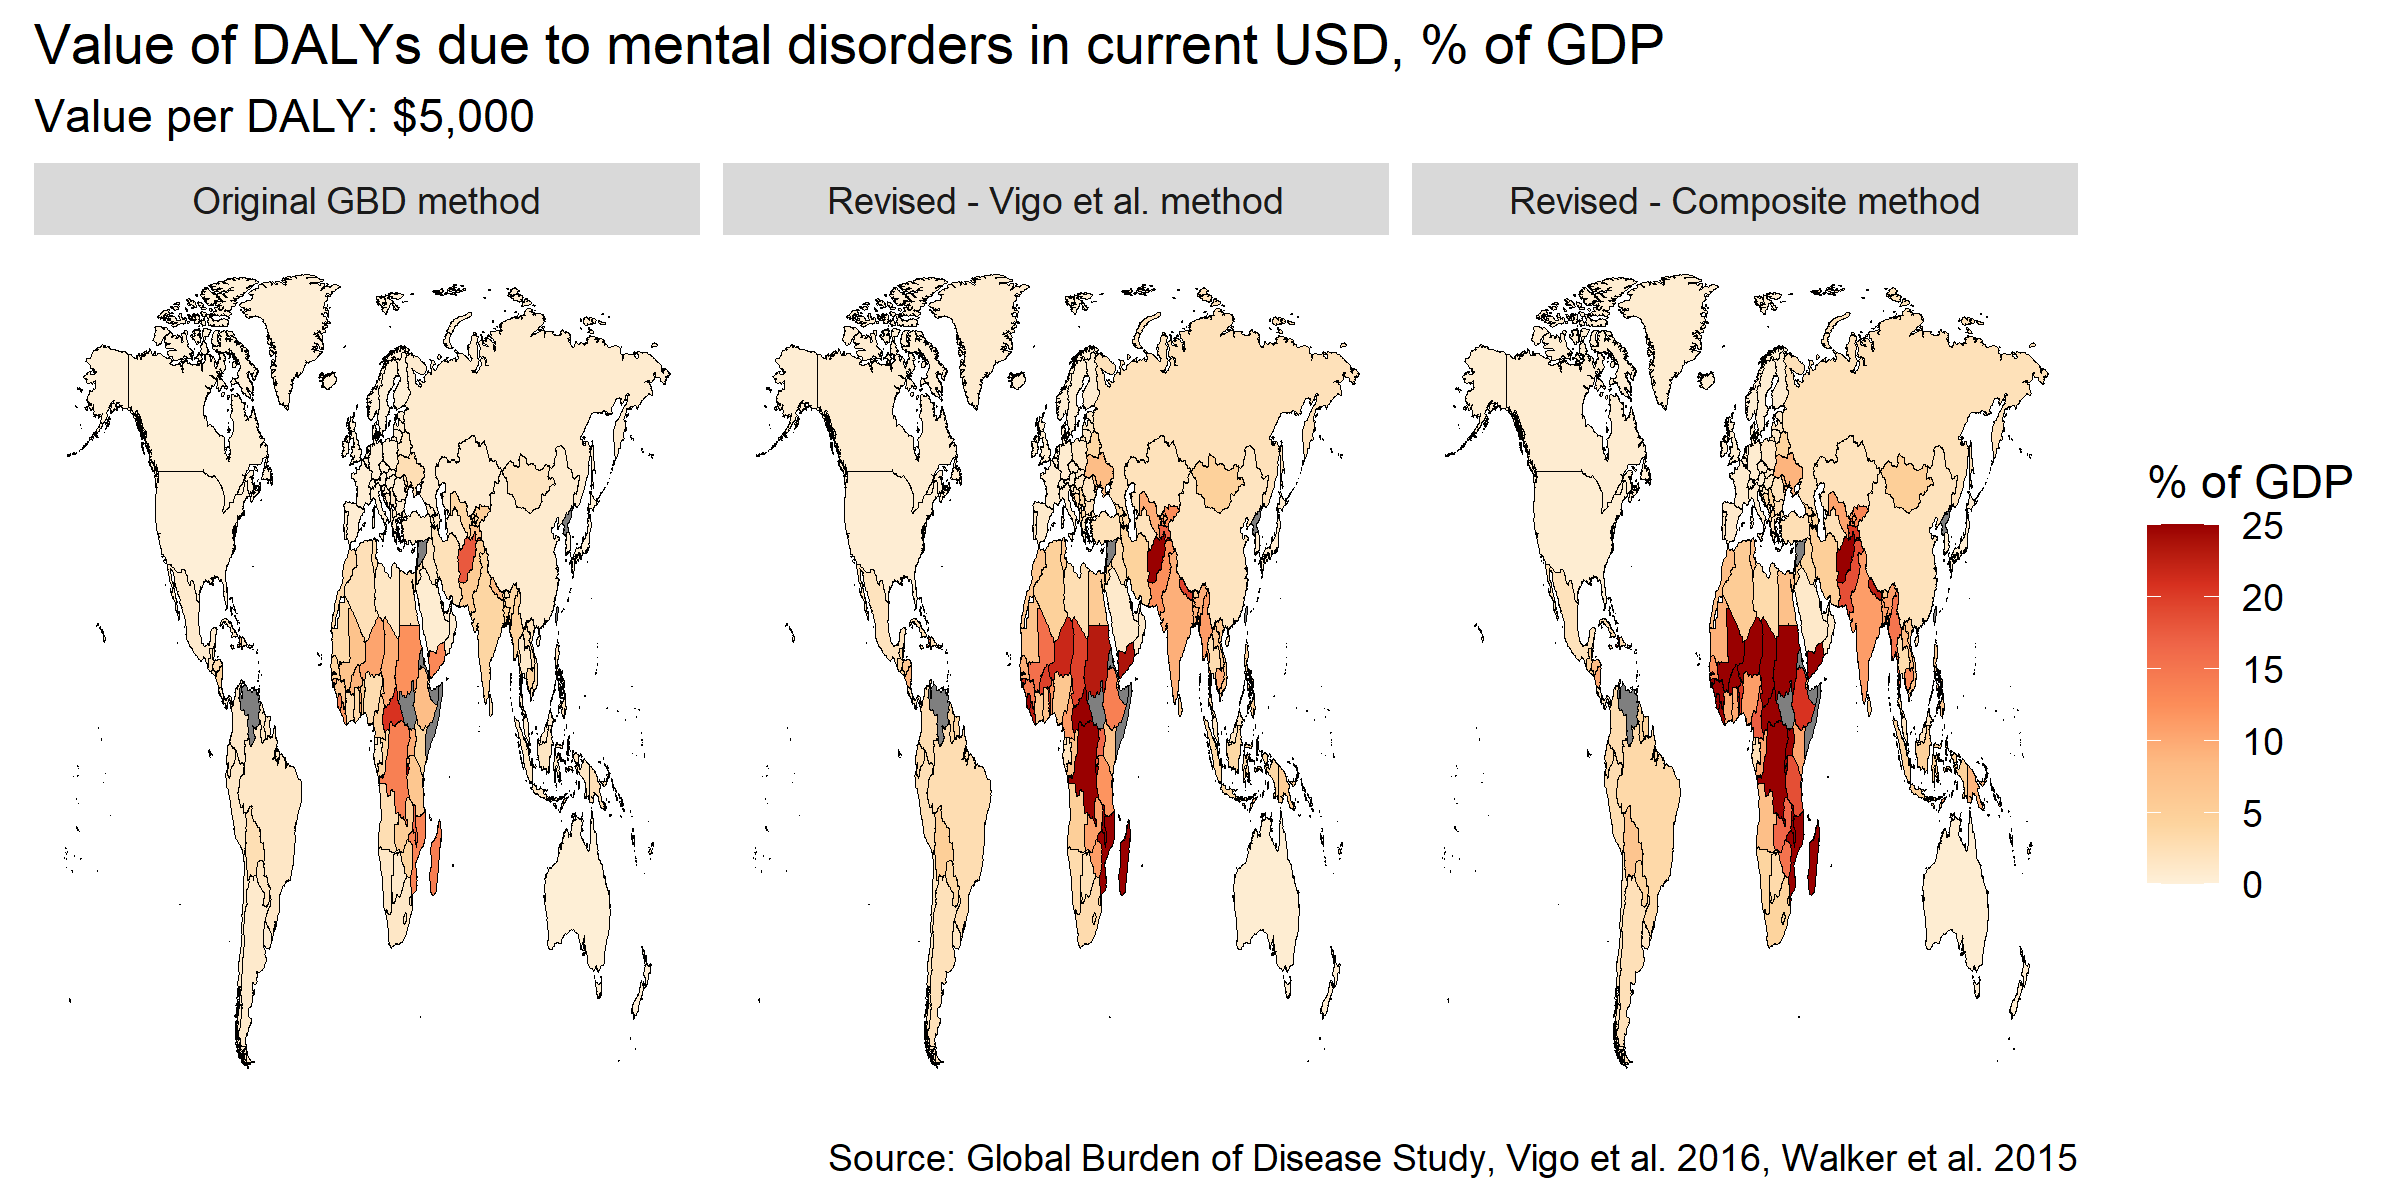 Value of DALYs due to mental disorders in current USD, % of GDP
Value per DALY: $5,000
Original GBD method
Revised - Vigo et al. method
Revised - Composite method
% of GDP
25
20
15
10
5
0
Source: Global Burden of Disease Study, Vigo et al. 2016, Walker et al. 2015